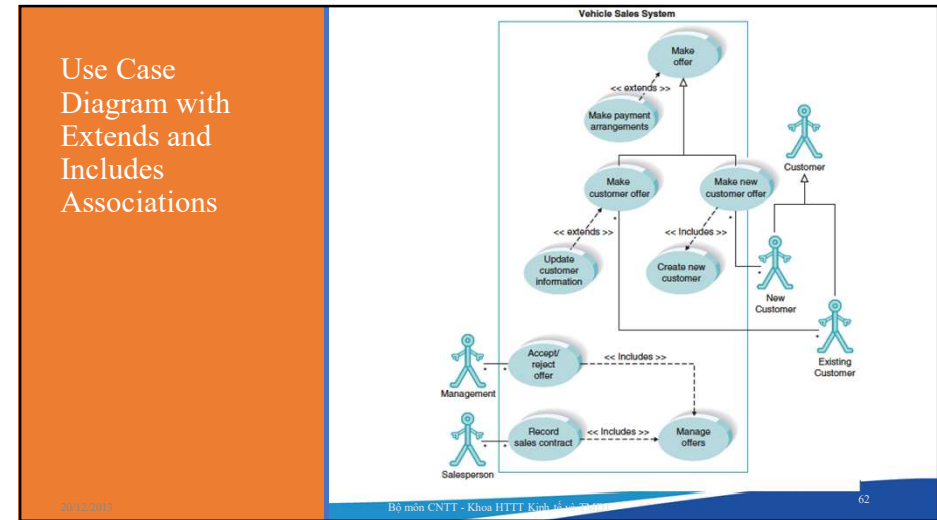 Use Case
Diagram with
Extends and
Includes
Associations
Vehicle Sales System
Make
offer
<< extends >>
Make payment
arrangements
Customer
Make
customer offer
Make new
customer offer
*
<< extends >>
<< Includes >>
*
Update
customer
information
Create new
customer
*
New
Customer
*
Existing
Customer
Accept/
reject
offer
<< Includes >>
* *
Management
Record
sales contract
<< Includes >>
Manage
offers
* *
Salesperson
20/12/2013
Bộ môn CNTT - Khoa HTTT Kinh tế và
62